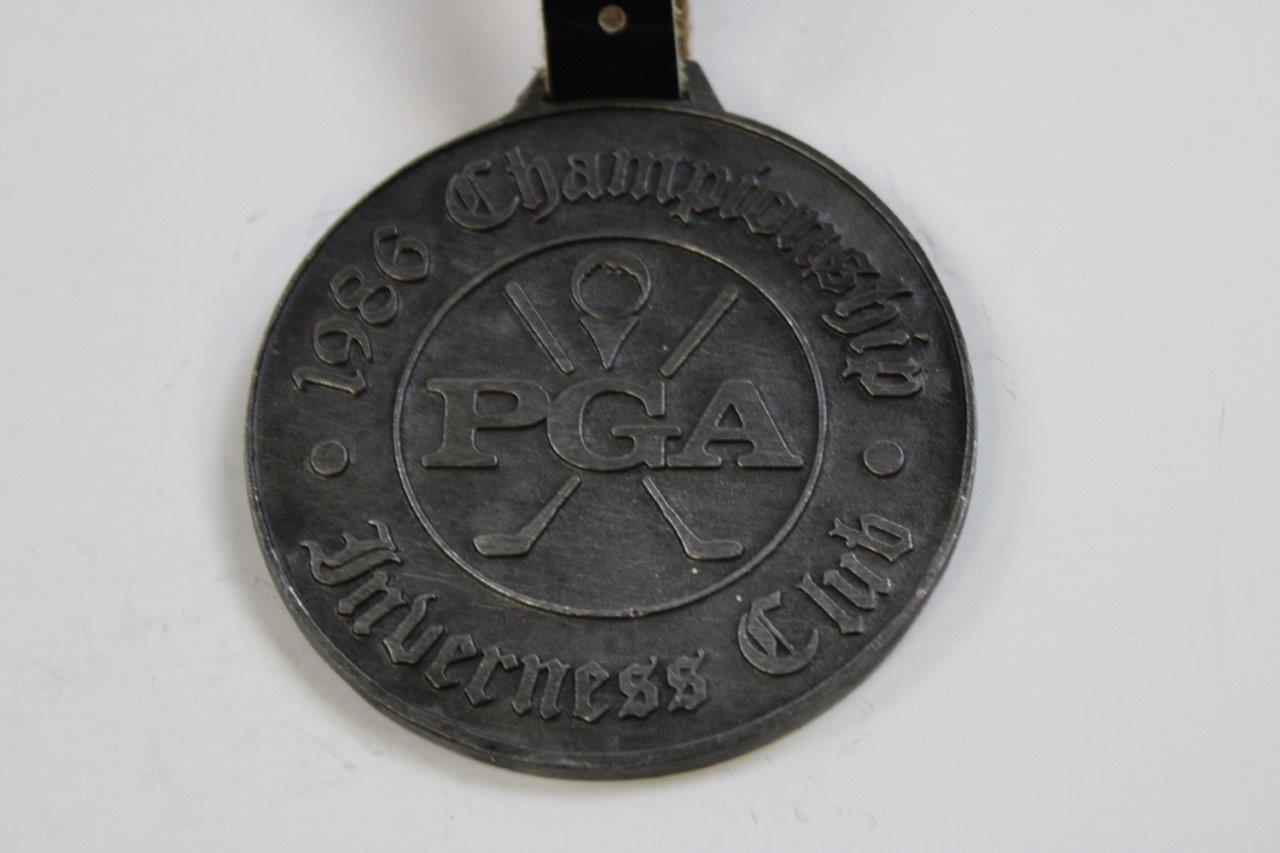 1986 Championship
PGA
Inverness Club